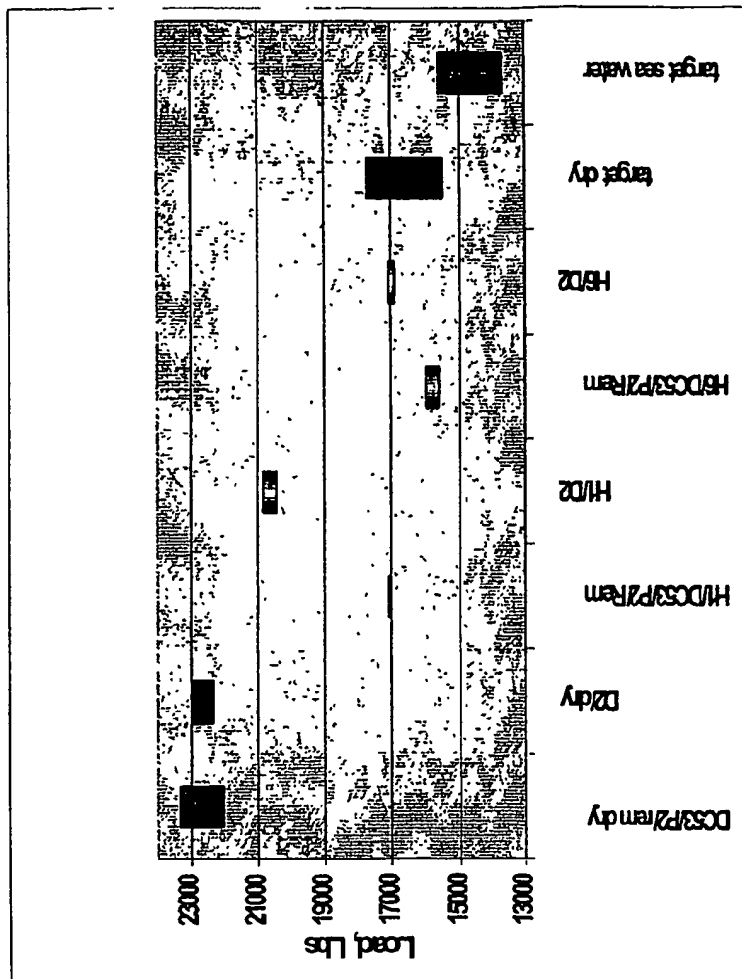 Load, Lbs
23000
21000
19000
17000
15000
13000
DC53/P2/rem dry
D2/dry
H1/DC53/P2/Rem
H1/D2
H6/DC53/P2/Rem
H6/D2
target dry
target sea water